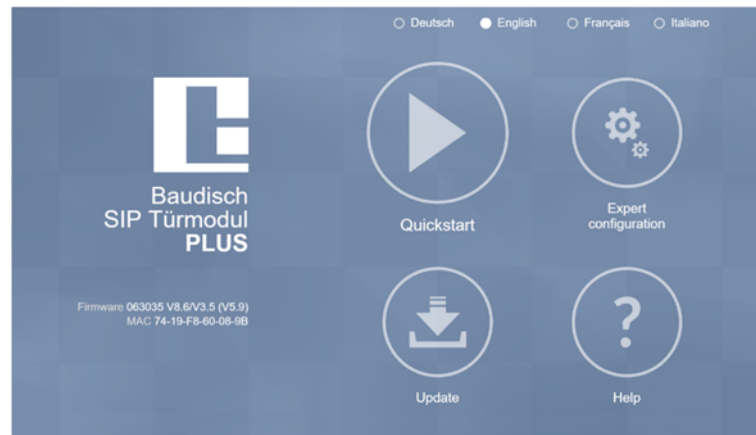 Deutsch English Français Italiano
Baudisch
SIP Türmodul
PLUS
Firmware 063035 V8.6/V3.5 (V5.9)
MAC 74-19-F8-60-08-9B
Quickstart
Expert
configuration
Update
Help